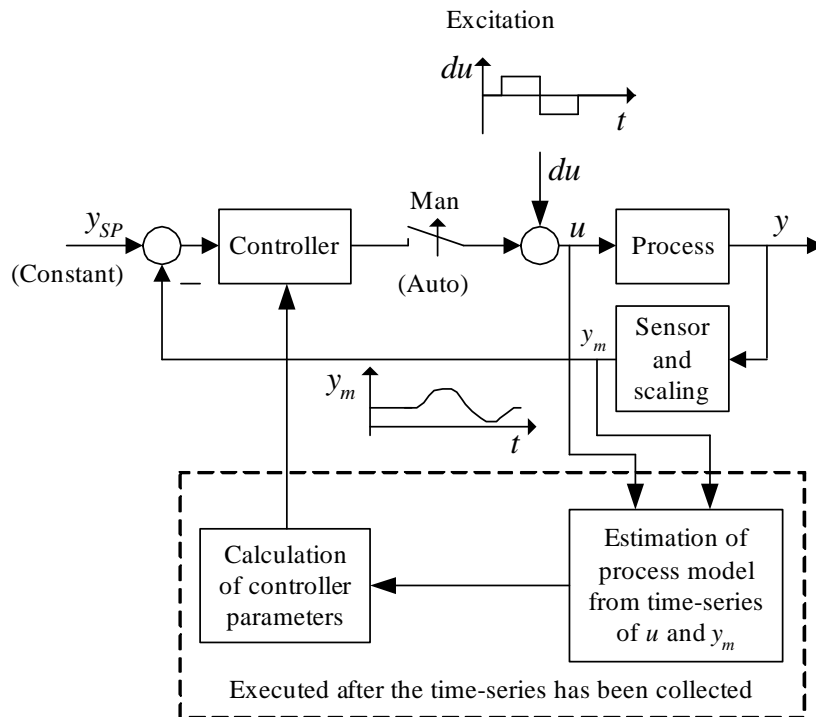 Excitation
du
t
du
Man
y_SP
Controller
u
Process
y
(Constant)
(Auto)
–
Sensor
and
scaling
y_m
y_m
t
Calculation
of controller
parameters
Estimation of
process model
from time-series
of u and y_m
Executed after the time-series has been collected